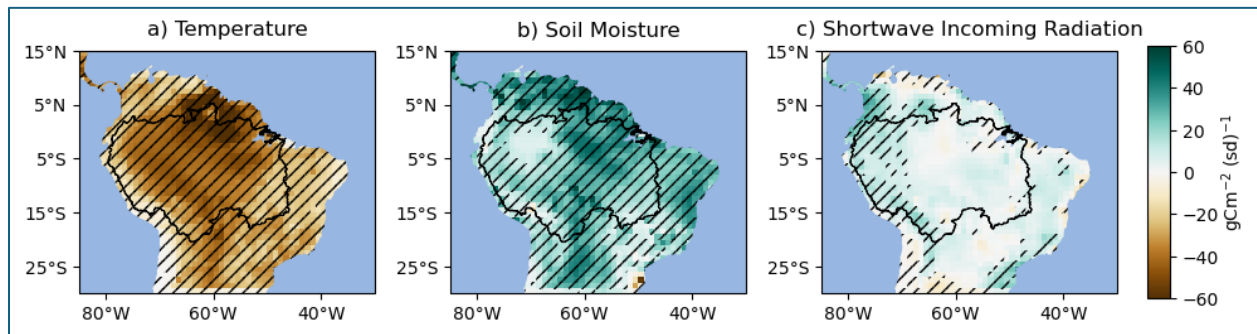 a) Temperature
b) Soil Moisture
c) Shortwave Incoming Radiation
15°N
5°N
5°S
15°S
25°S
80°W
60°W
40°W
15°N
5°N
5°S
15°S
25°S
80°W
60°W
40°W
15°N
5°N
5°S
15°S
25°S
80°W
60°W
40°W
60
40
20
0
−20
−40
−60
gCm⁻² (sd)⁻¹